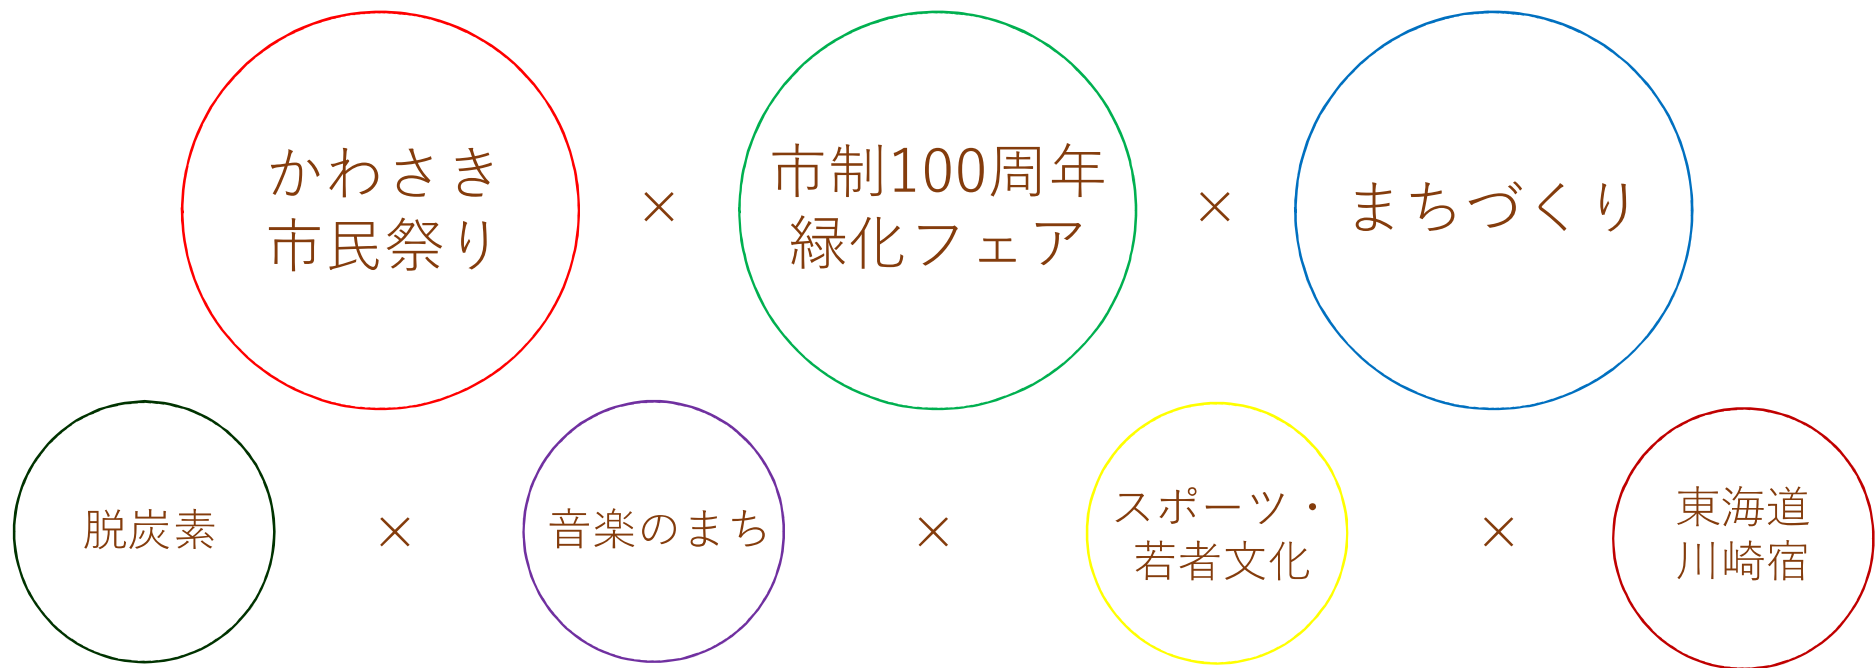 かわさき
市民祭り
×
市制100周年
緑化フェア
×
まちづくり
脱炭素
×
音楽のまち
×
スポーツ・
若者文化
×
東海道
川崎宿